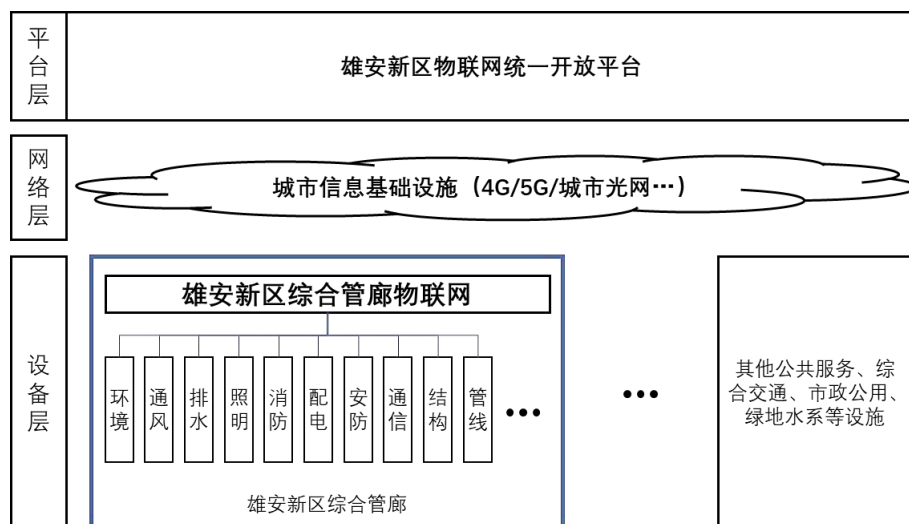 平台层
雄安新区物联网统一开放平台
网络层
城市信息基础设施（4G/5G/城市光网…）
设备层
雄安新区综合管廊物联网
环境
通风
排水
照明
消防
配电
安防
通信
结构
管线
•••
雄安新区综合管廊
•••
其他公共服务、综
合交通、市政公用、
绿地水系等设施